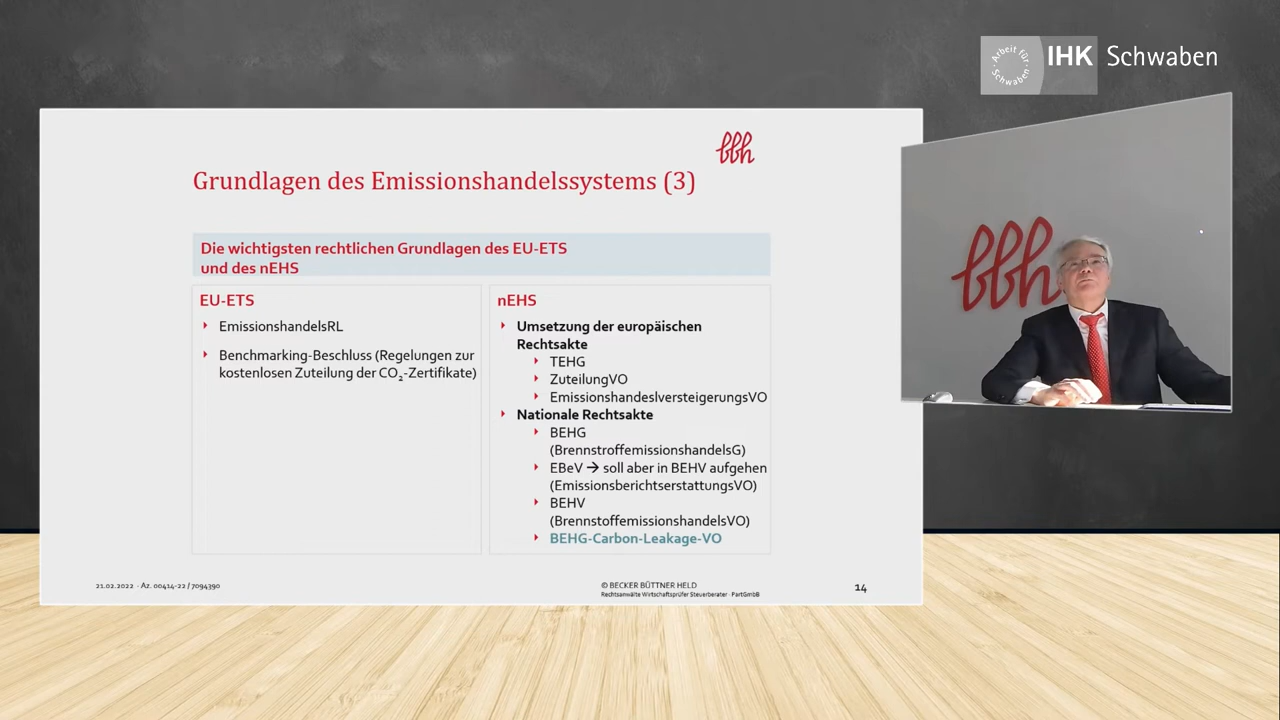 Arbeit für
Schwaben
IHK Schwaben
bbh
Grundlagen des Emissionshandelssystems (3)
Die wichtigsten rechtlichen Grundlagen des EU-ETS
und des nEHS
EU-ETS
EmissionshandelsRL
Benchmarking-Beschluss (Regelungen zur
kostenlosen Zuteilung der CO₂-Zertifikate)
nEHS
Umsetzung der europäischen
Rechtsakte
TEHG
ZuteilungVO
EmissionshandeslversteigerungsVO
Nationale Rechtsakte
BEHG
(BrennstroffemissionshandelsG)
EBeV → soll aber in BEHV aufgehen
(EmissionsberichtserstattungsVO)
BEHV
(BrennstoffemissionshandelsVO)
BEHG-Carbon-Leakage-VO
21.02.2022 · Az. 00414-22 / 7094390
© BECKER BÜTTNER HELD
Rechtsanwälte Wirtschaftsprüfer Steuerberater · PartGmbB
14
bbh